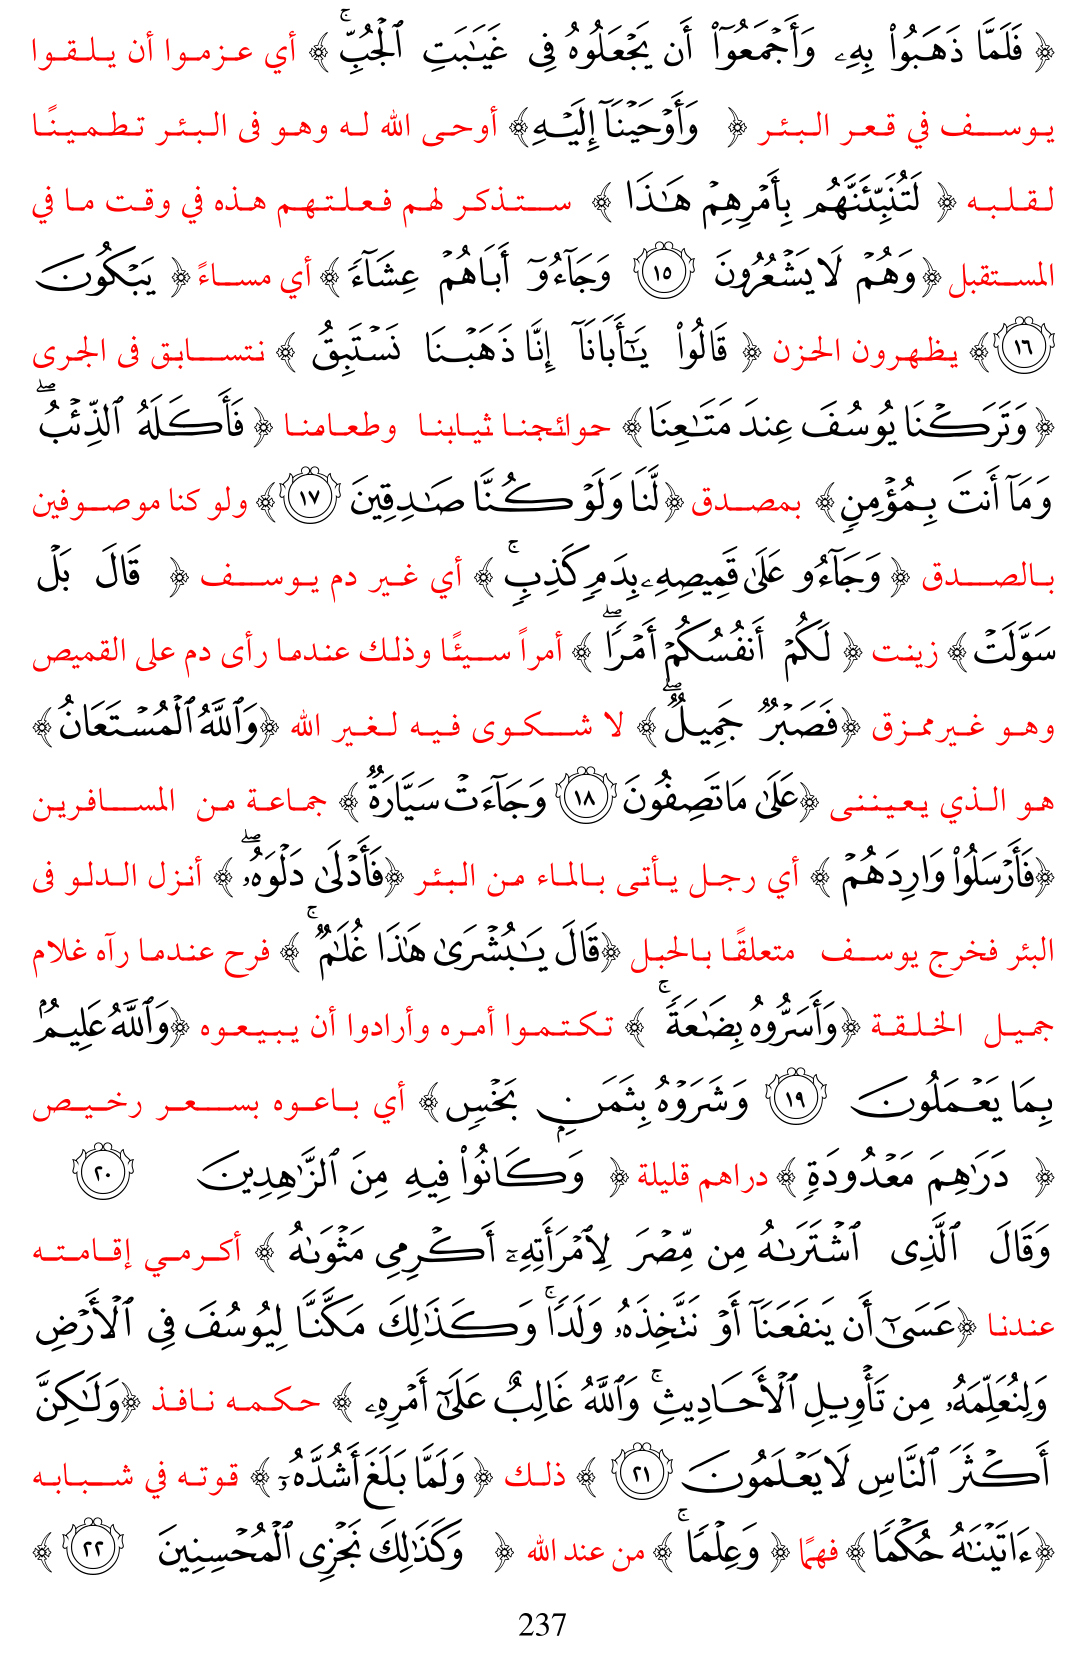 ﴿ فَلَمَّا ذَهَبُوا۟ بِهِۦ وَأَجْمَعُوٓا۟ أَن يَجْعَلُوهُ فِى غَيَٰبَتِ ٱلْجُبِّ ۚ ﴾ أي عزموا أن يلقوا
يوسف في قعر البئر ﴿ وَأَوْحَيْنَآ إِلَيْهِ﴾ أوحى الله له وهو فى البئر تطمينًا
لقلبه ﴿ لَتُنَبِّئَنَّهُم بِأَمْرِهِمْ هَٰذَا ﴾ ستذكر لهم فعلتهم هذه في وقت ما في
المستقبل ﴿وَهُمْ لَا يَشْعُرُونَ ١٥ وَجَآءُوٓ أَبَاهُمْ عِشَآءً ﴾ أي مساءً ﴿ يَبْكُونَ
١٦﴾ يظهرون الحزن ﴿ قَالُوا۟ يَٰٓأَبَانَآ إِنَّا ذَهَبْنَا نَسْتَبِقُ ﴾ نتسابق فى الجرى
﴿ وَتَرَكْنَا يُوسُفَ عِندَ مَتَٰعِنَا﴾ حوائجنا ثيابنا وطعامنا ﴿ فَأَكَلَهُ ٱلذِّئْبُ ۖ
وَمَآ أَنتَ بِمُؤْمِنٍ﴾ بمصدق ﴿لَّنَا وَلَوْ كُنَّا صَٰدِقِينَ ١٧﴾ ولو كنا موصوفين
بالصدق ﴿ وَجَآءُو عَلَىٰ قَمِيصِهِۦ بِدَمٍ كَذِبٍ ۚ ﴾ أي غير دم يوسف ﴿ قَالَ بَلْ
سَوَّلَتْ﴾ زينت ﴿ لَكُمْ أَنفُسُكُمْ أَمْرًا ۖ ﴾ أمراً سيئًا وذلك عندما رأى دم على القميص
وهو غيرممزق ﴿فَصَبْرٌ جَمِيلٌ ۖ ﴾ لا شكوى فيه لغير الله ﴿وَٱللَّهُ ٱلْمُسْتَعَانُ﴾
هو الذي يعيننى ﴿عَلَىٰ مَا تَصِفُونَ ١٨ وَجَآءَتْ سَيَّارَةٌ ﴾ جماعة من المسافرين
﴿فَأَرْسَلُوا۟ وَارِدَهُمْ ﴾ أي رجل يأتى بالماء من البئر ﴿فَأَدْلَىٰ دَلْوَهُۥ ۖ ﴾ أنزل الدلو فى
البئر فخرج يوسف متعلقًا بالحبل ﴿قَالَ يَٰبُشْرَىٰ هَٰذَا غُلَٰمٌ ۚ ﴾ فرح عندما رآه غلام
جميل الخلقة ﴿وَأَسَرُّوهُ بِضَٰعَةً ۚ ﴾ تكتموا أمره وأرادوا أن يبيعوه ﴿وَٱللَّهُ عَلِيمٌۢ
بِمَا يَعْمَلُونَ ١٩ وَشَرَوْهُ بِثَمَنٍۭ بَخْسٍ﴾ أي باعوه بسعر رخيص
﴿ دَرَٰهِمَ مَعْدُودَةٍ﴾ دراهم قليلة ﴿ وَكَانُوا۟ فِيهِ مِنَ ٱلزَّٰهِدِينَ ٢٠
وَقَالَ ٱلَّذِى ٱشْتَرَىٰهُ مِن مِّصْرَ لِٱمْرَأَتِهِۦٓ أَكْرِمِى مَثْوَىٰهُ ﴾ أكرمي إقامته
عندنا ﴿عَسَىٰٓ أَن يَنفَعَنَآ أَوْ نَتَّخِذَهُۥ وَلَدًا ۚ وَكَذَٰلِكَ مَكَّنَّا لِيُوسُفَ فِى ٱلْأَرْضِ
وَلِنُعَلِّمَهُۥ مِن تَأْوِيلِ ٱلْأَحَادِيثِ ۚ وَٱللَّهُ غَالِبٌ عَلَىٰٓ أَمْرِهِۦ ﴾ حكمه نافذ ﴿وَلَٰكِنَّ
أَكْثَرَ ٱلنَّاسِ لَا يَعْلَمُونَ ٢١ ﴾ ذلك ﴿ وَلَمَّا بَلَغَ أَشُدَّهُۥٓ ﴾ قوته في شبابه
﴿ءَاتَيْنَٰهُ حُكْمًا﴾ فهمًا ﴿ وَعِلْمًا ۚ ﴾ من عند الله ﴿ وَكَذَٰلِكَ نَجْزِى ٱلْمُحْسِنِينَ ٢٢ ﴾
237